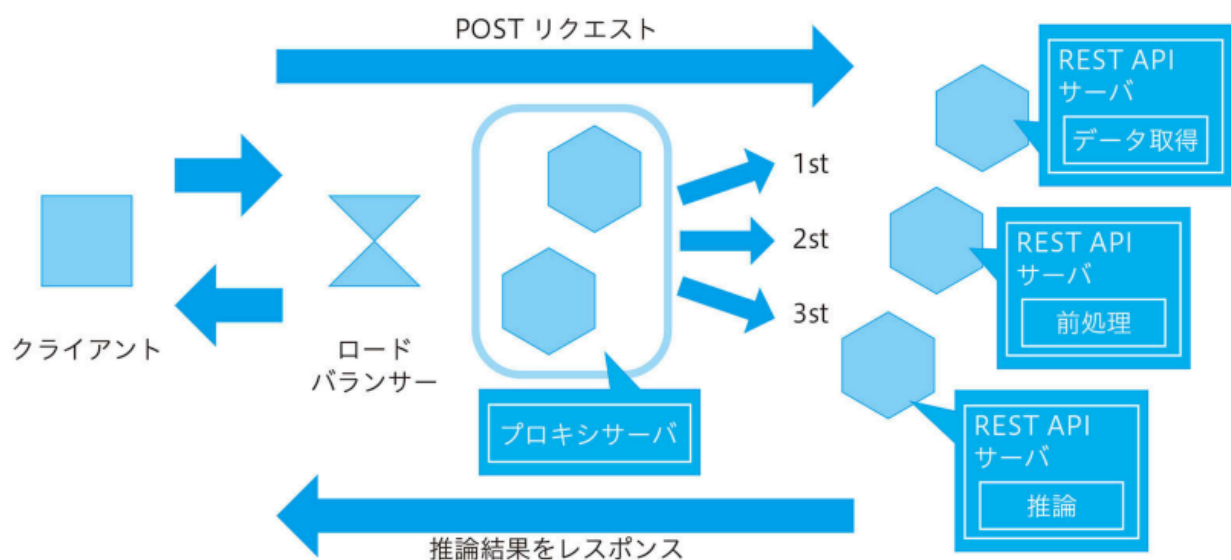 POST リクエスト
REST API
サーバ
データ取得
1st
2st
3st
REST API
サーバ
前処理
クライアント
ロード
バランサー
プロキシサーバ
REST API
サーバ
推論
推論結果をレスポンス